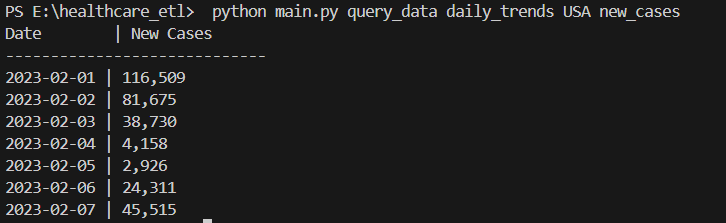 PS E:\healthcare_etl>  python main.py query_data daily_trends USA new_cases
Date       | New Cases
-----------------------------
2023-02-01 | 116,509
2023-02-02 | 81,675
2023-02-03 | 38,730
2023-02-04 | 4,158
2023-02-05 | 2,926
2023-02-06 | 24,311
2023-02-07 | 45,515